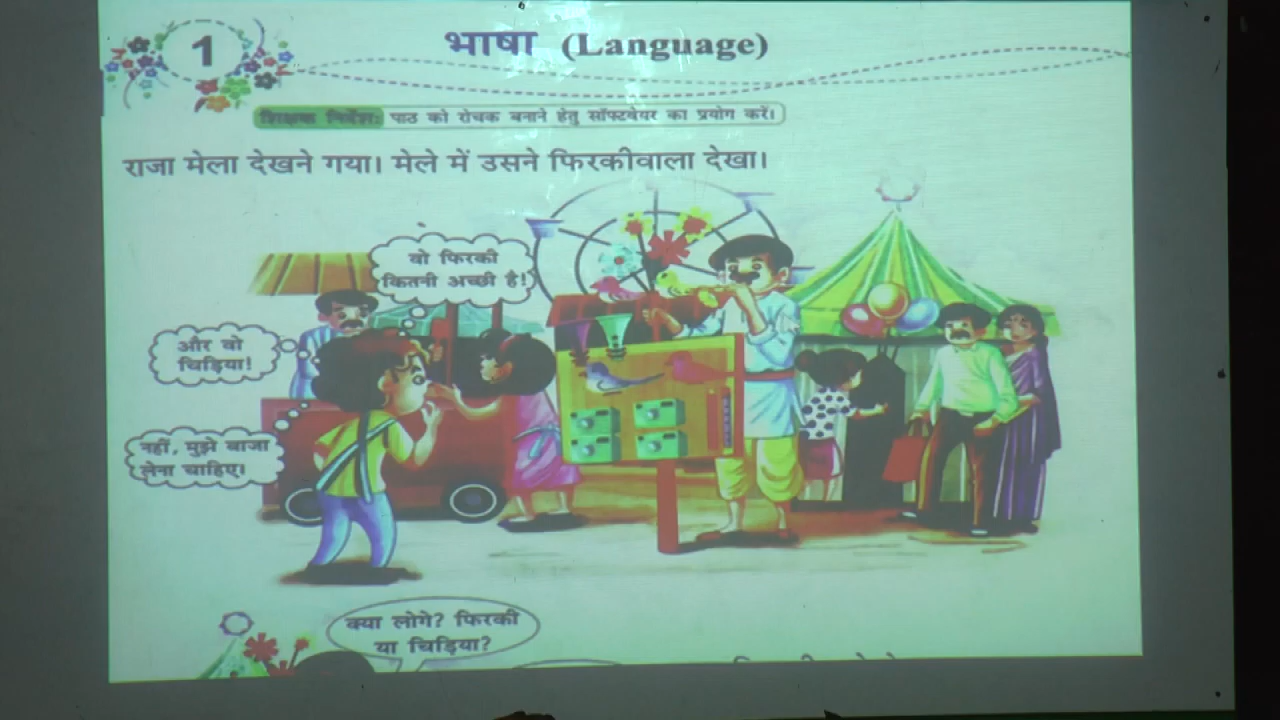 1
भाषा (Language)
शिक्षक निर्देश: पाठ को रोचक बनाने हेतु सॉफ्टवेयर का प्रयोग करें।
राजा मेला देखने गया। मेले में उसने फिरकीवाला देखा।
वो फिरकी
कितनी अच्छी है!
और वो
चिड़िया!
नहीं, मुझे बाजा
लेना चाहिए।
क्या लोगे? फिरकी
या चिड़िया?